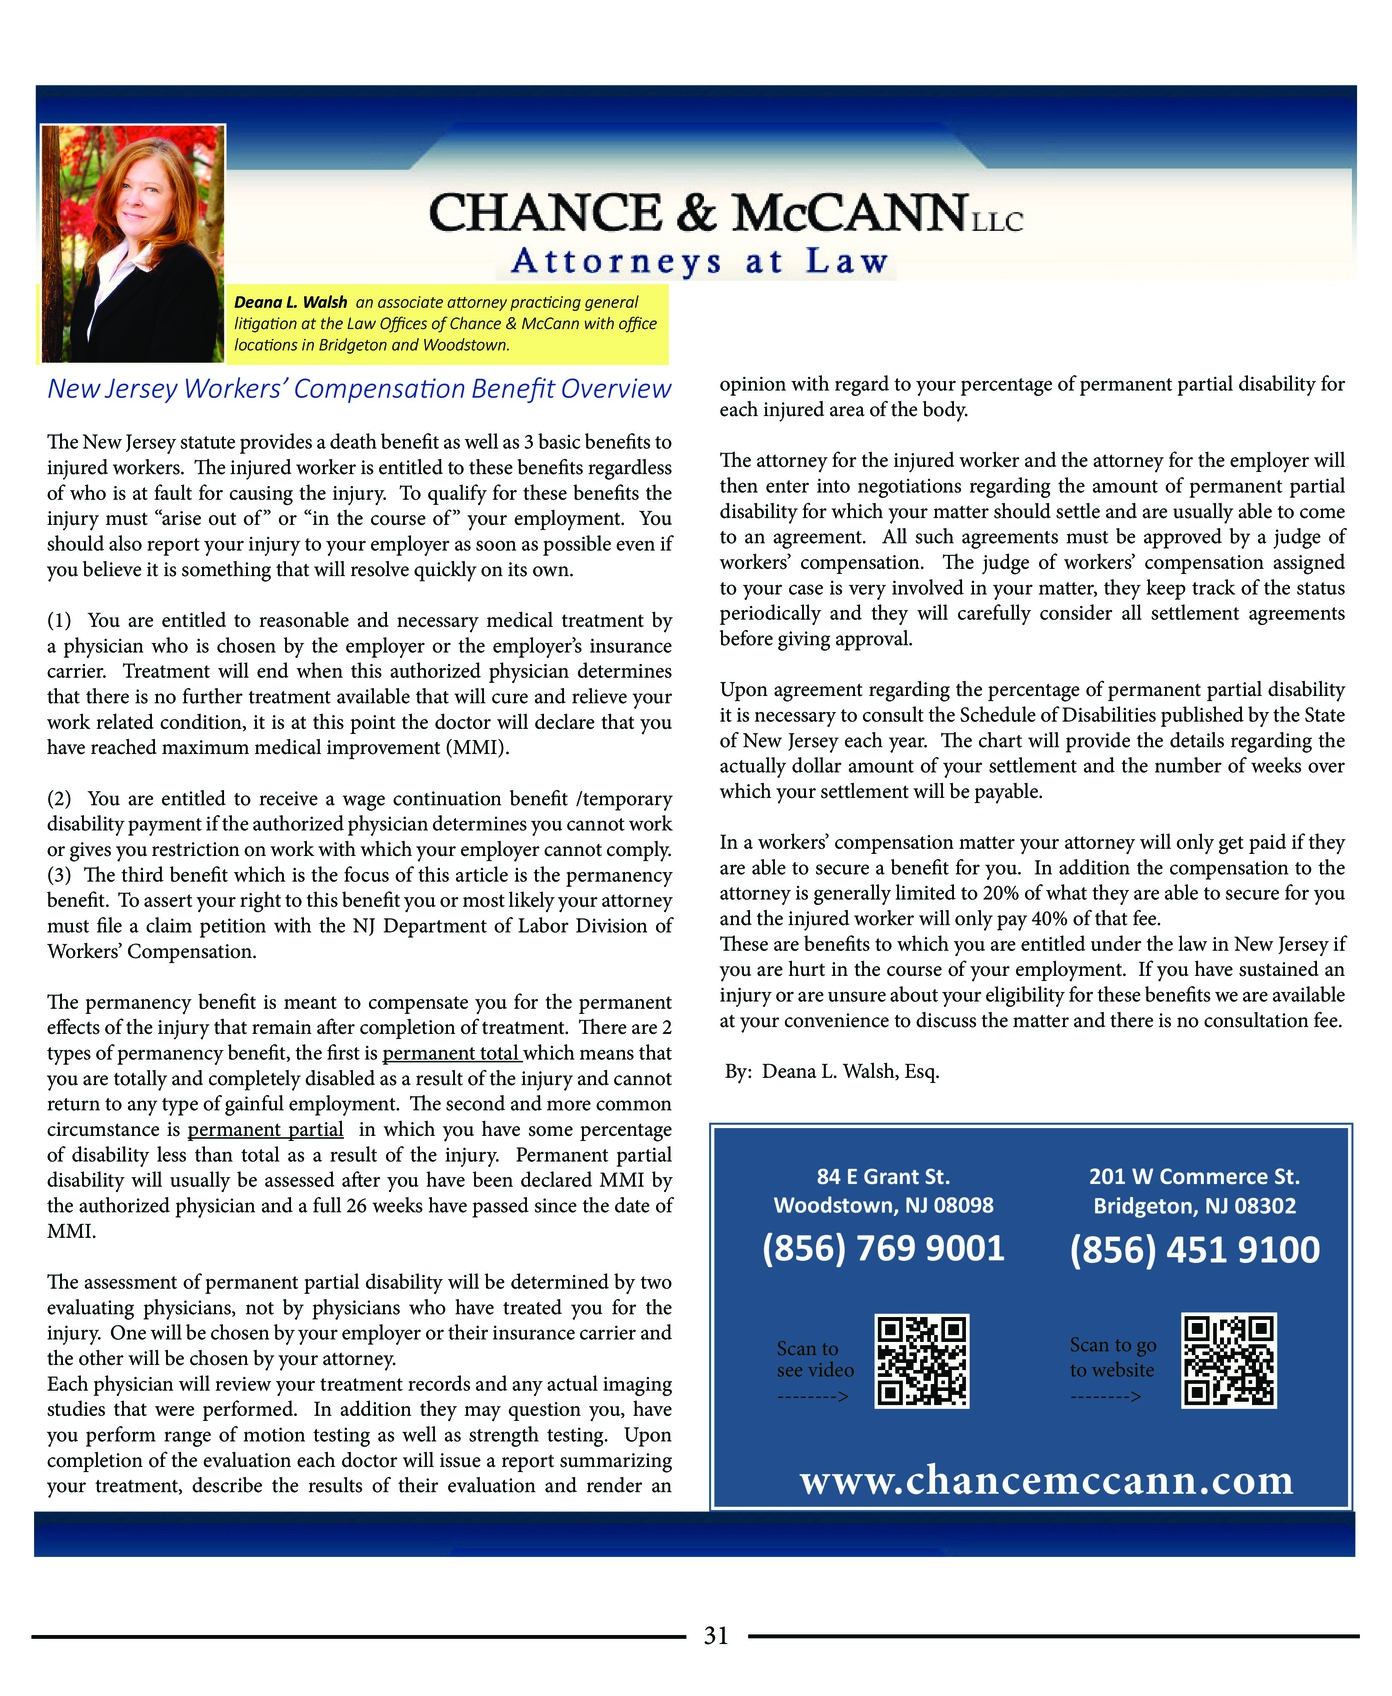 CHANCE & McCANN LLC
Attorneys at Law
Deana L. Walsh  an associate attorney practicing general
litigation at the Law Offices of Chance & McCann with office
locations in Bridgeton and Woodstown.
New Jersey Workers’ Compensation Benefit Overview
The New Jersey statute provides a death benefit as well as 3 basic benefits to
injured workers.  The injured worker is entitled to these benefits regardless
of who is at fault for causing the injury.  To qualify for these benefits the
injury must “arise out of” or “in the course of” your employment.  You
should also report your injury to your employer as soon as possible even if
you believe it is something that will resolve quickly on its own.
(1)  You are entitled to reasonable and necessary medical treatment by
a physician who is chosen by the employer or the employer’s insurance
carrier.  Treatment will end when this authorized physician determines
that there is no further treatment available that will cure and relieve your
work related condition, it is at this point the doctor will declare that you
have reached maximum medical improvement (MMI).
(2)  You are entitled to receive a wage continuation benefit /temporary
disability payment if the authorized physician determines you cannot work
or gives you restriction on work with which your employer cannot comply.
(3)  The third benefit which is the focus of this article is the permanency
benefit.  To assert your right to this benefit you or most likely your attorney
must file a claim petition with the NJ Department of Labor Division of
Workers’ Compensation.
The permanency benefit is meant to compensate you for the permanent
effects of the injury that remain after completion of treatment.  There are 2
types of permanency benefit, the first is permanent total which means that
you are totally and completely disabled as a result of the injury and cannot
return to any type of gainful employment.  The second and more common
circumstance is permanent partial  in which you have some percentage
of disability less than total as a result of the injury.  Permanent partial
disability will usually be assessed after you have been declared MMI by
the authorized physician and a full 26 weeks have passed since the date of
MMI.
The assessment of permanent partial disability will be determined by two
evaluating physicians, not by physicians who have treated you for the
injury.  One will be chosen by your employer or their insurance carrier and
the other will be chosen by your attorney.
Each physician will review your treatment records and any actual imaging
studies that were performed.  In addition they may question you, have
you perform range of motion testing as well as strength testing.  Upon
completion of the evaluation each doctor will issue a report summarizing
your treatment, describe the results of their evaluation and render an
opinion with regard to your percentage of permanent partial disability for
each injured area of the body.
The attorney for the injured worker and the attorney for the employer will
then enter into negotiations regarding the amount of permanent partial
disability for which your matter should settle and are usually able to come
to an agreement.  All such agreements must be approved by a judge of
workers’ compensation.  The judge of workers’ compensation assigned
to your case is very involved in your matter, they keep track of the status
periodically and they will carefully consider all settlement agreements
before giving approval.
Upon agreement regarding the percentage of permanent partial disability
it is necessary to consult the Schedule of Disabilities published by the State
of New Jersey each year.  The chart will provide the details regarding the
actually dollar amount of your settlement and the number of weeks over
which your settlement will be payable.
In a workers’ compensation matter your attorney will only get paid if they
are able to secure a benefit for you.  In addition the compensation to the
attorney is generally limited to 20% of what they are able to secure for you
and the injured worker will only pay 40% of that fee.
These are benefits to which you are entitled under the law in New Jersey if
you are hurt in the course of your employment.  If you have sustained an
injury or are unsure about your eligibility for these benefits we are available
at your convenience to discuss the matter and there is no consultation fee.
By:  Deana L. Walsh, Esq.
84 E Grant St.
Woodstown, NJ 08098
(856) 769 9001
201 W Commerce St.
Bridgeton, NJ 08302
(856) 451 9100
Scan to
see video
-------->
Scan to go
to website
-------->
www.chancemccann.com
31